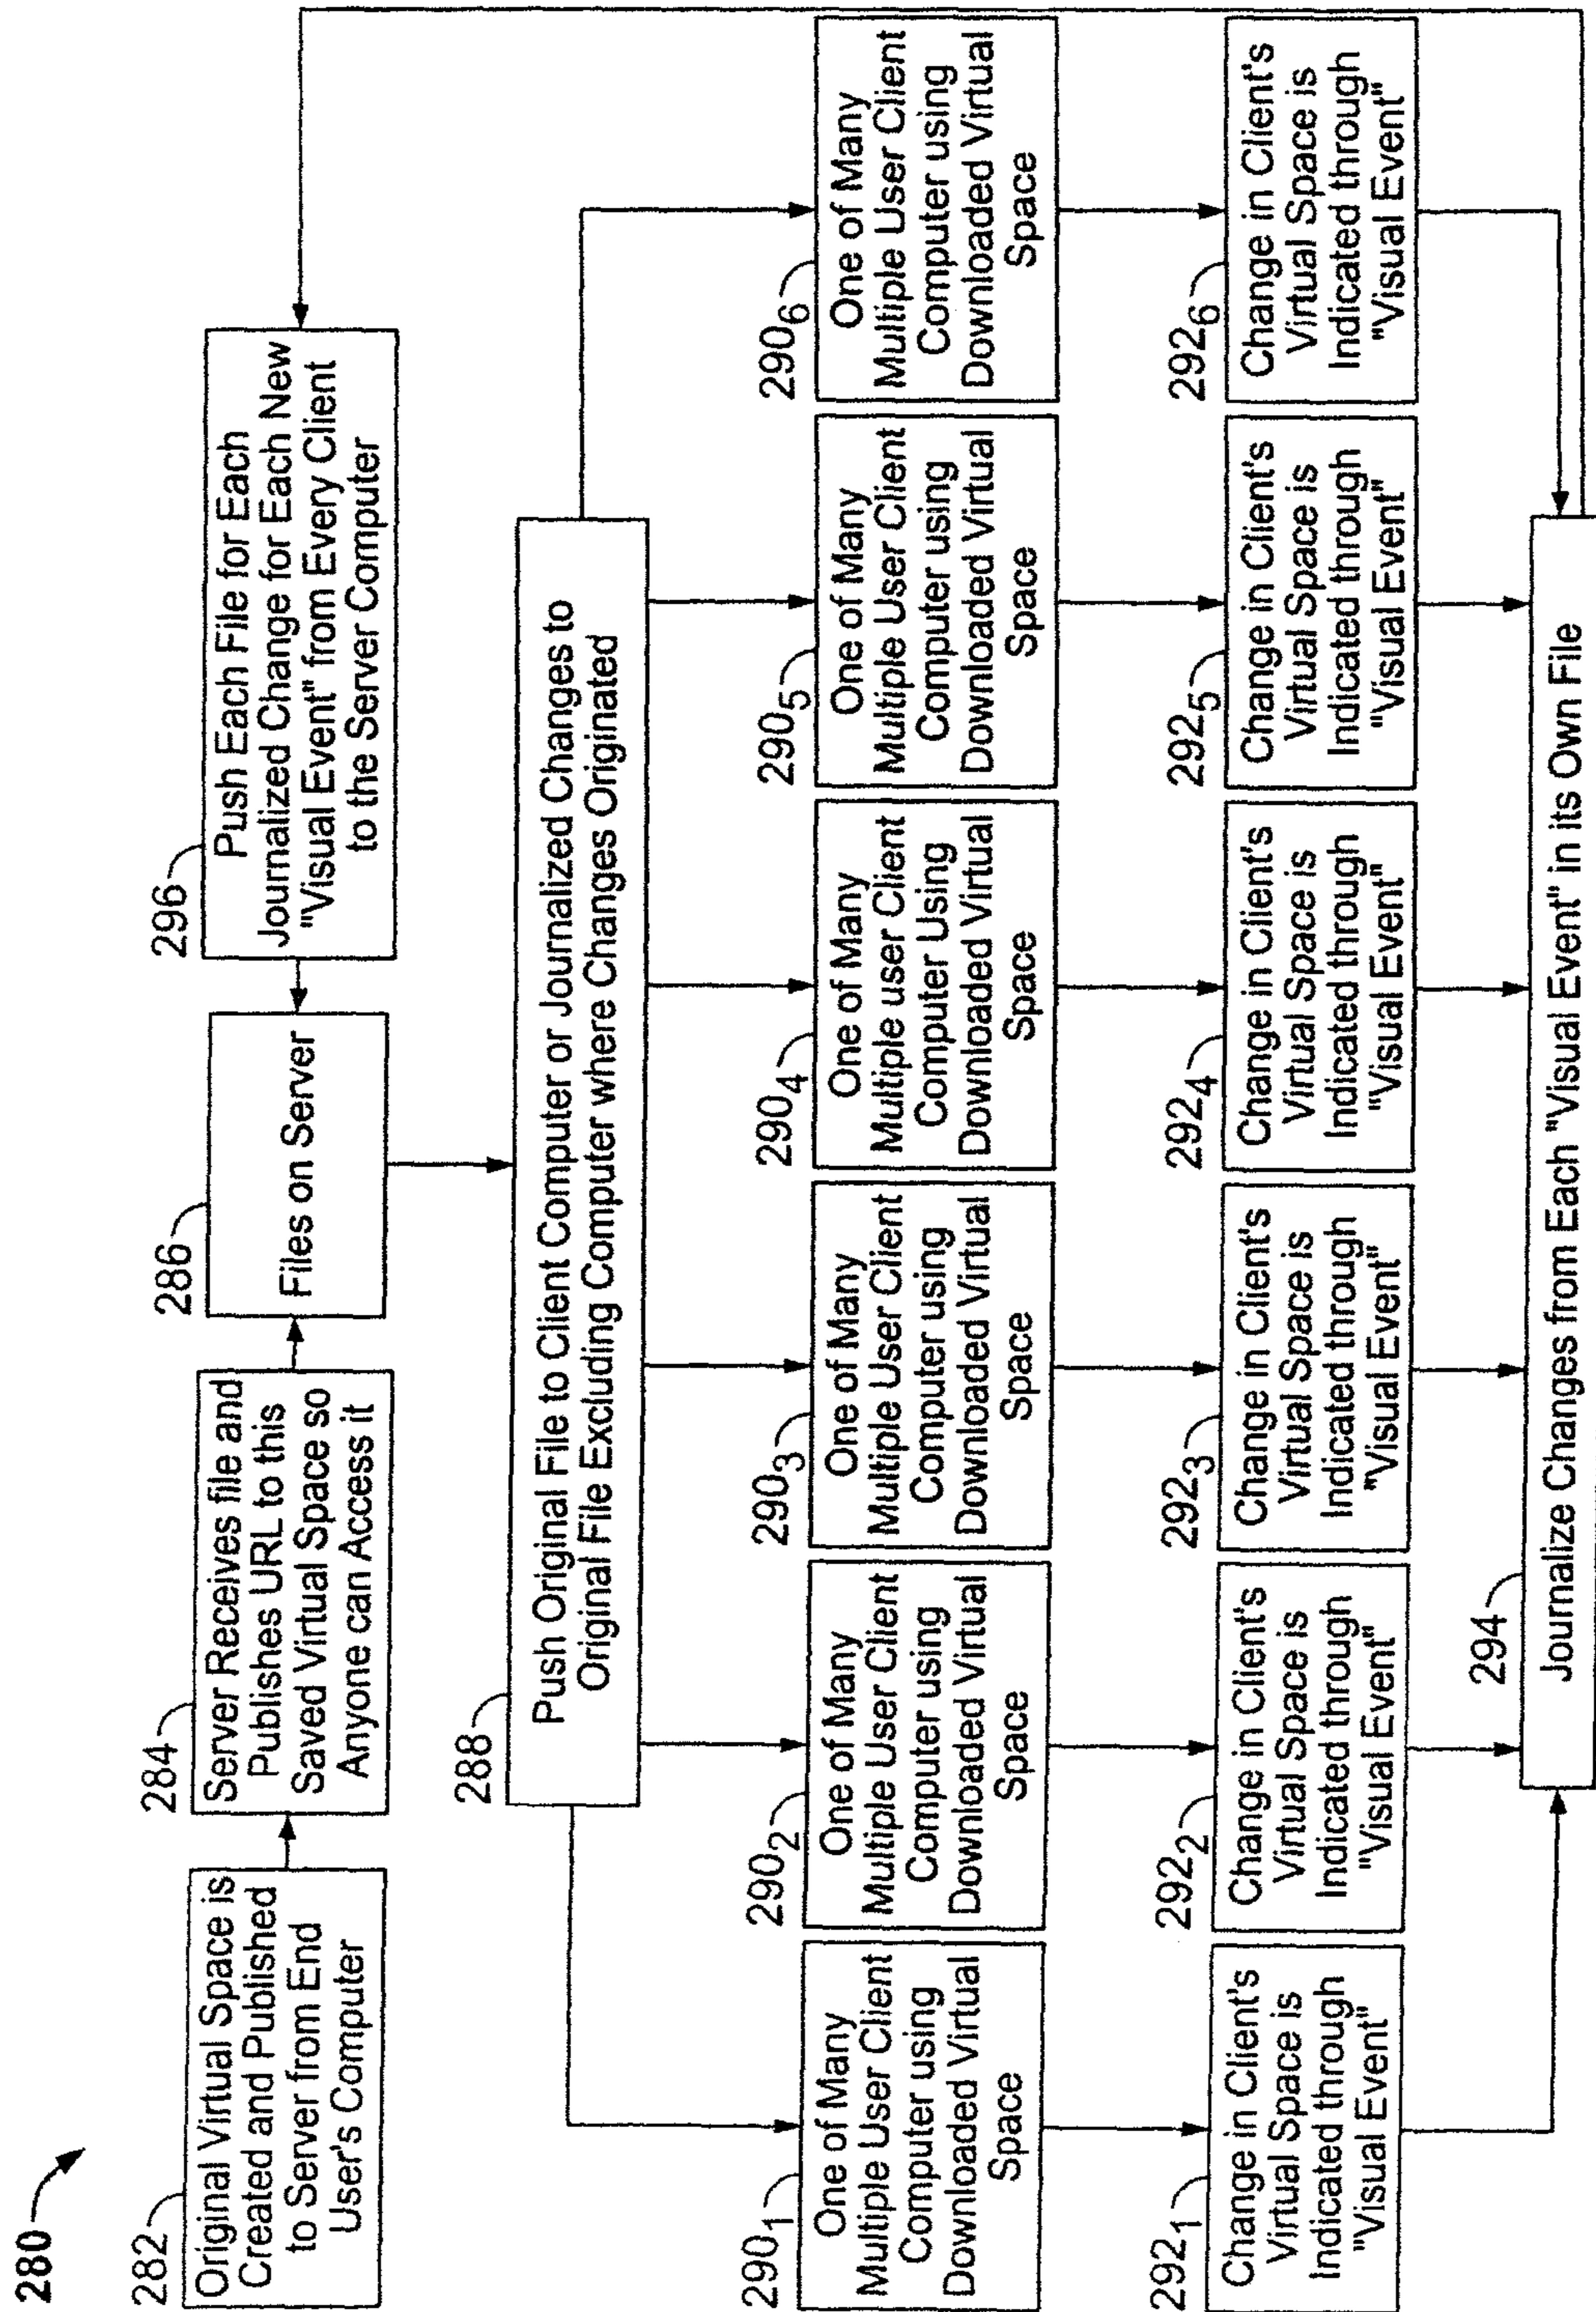 280
282
Original Virtual Space is
Created and Published
to Server from End
User's Computer
284
Server Receives file and
Publishes URL to this
Saved Virtual Space so
Anyone can Access it
286
Files on Server
296
Push Each File for Each
Journalized Change for Each New
"Visual Event" from Every Client
to the Server Computer
288
Push Original File to Client Computer or Journalized Changes to
Original File Excluding Computer where Changes Originated
290₁
One of Many
Multiple User Client
Computer using
Downloaded Virtual
Space
290₂
One of Many
Multiple User Client
Computer using
Downloaded Virtual
Space
290₃
One of Many
Multiple User Client
Computer using
Downloaded Virtual
Space
290₄
One of Many
Multiple user Client
Computer Using
Downloaded Virtual
Space
290₅
One of Many
Multiple User Client
Computer using
Downloaded Virtual
Space
290₆
One of Many
Multiple User Client
Computer using
Downloaded Virtual
Space
292₁
Change in Client's
Virtual Space is
Indicated through
"Visual Event"
292₂
Change in Client's
Virtual Space is
Indicated through
"Visual Event"
292₃
Change in Client's
Virtual Space is
Indicated through
"Visual Event"
292₄
Change in Client's
Virtual Space is
Indicated through
"Visual Event"
292₅
Change in Client's
Virtual Space is
Indicated through
"Visual Event"
292₆
Change in Client's
Virtual Space is
Indicated through
"Visual Event"
294
Journalize Changes from Each "Visual Event" in its Own File